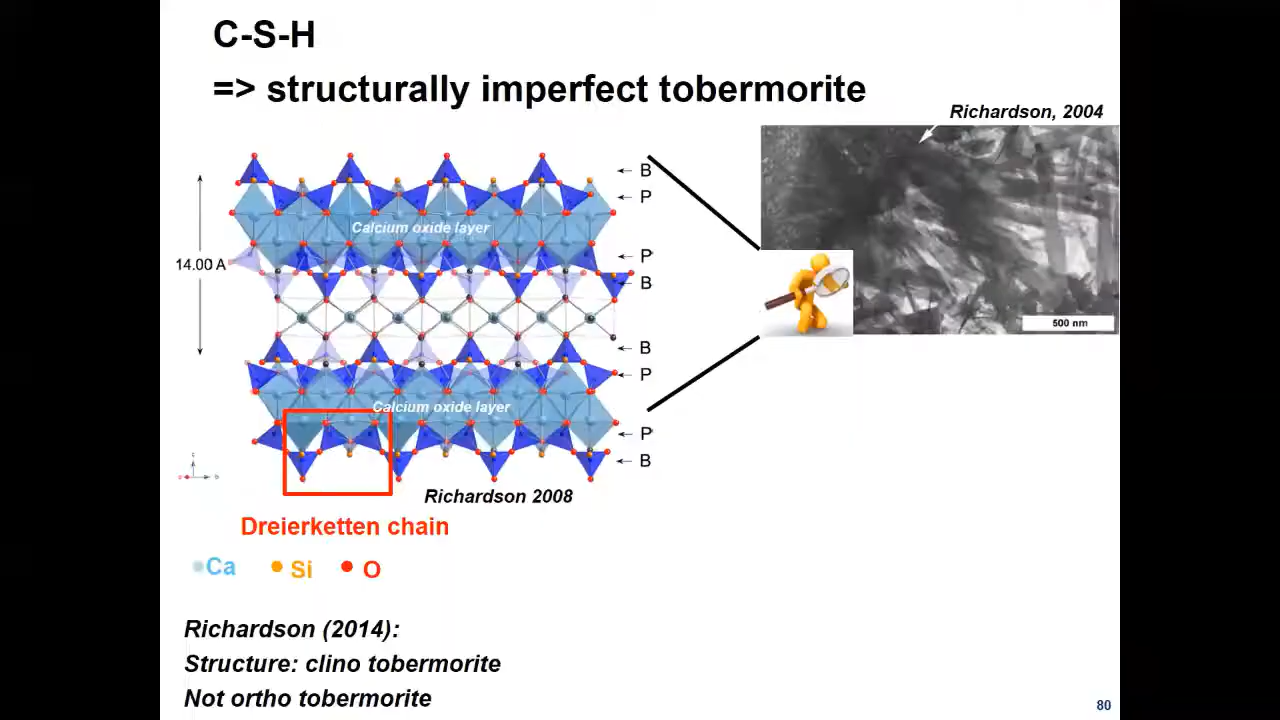 C-S-H
=> structurally imperfect tobermorite
Richardson, 2004
B
P
Calcium oxide layer
P
14.00 A
B
B
P
Calcium oxide layer
P
B
500 nm
Richardson 2008
Dreierketten chain
Ca Si O
Richardson (2014):
Structure: clino tobermorite
Not ortho tobermorite
80